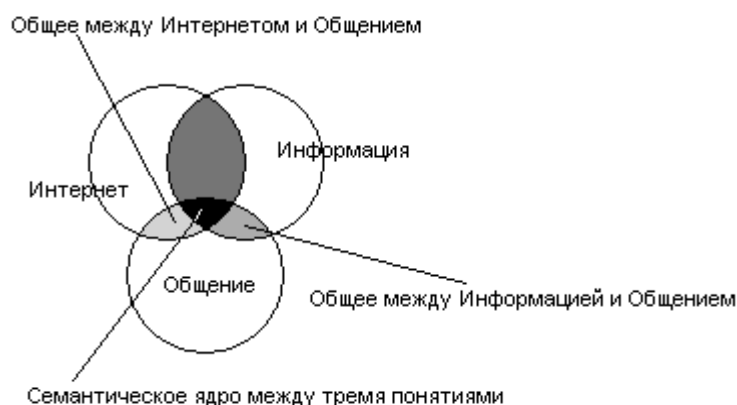 Общее между Интернетом и Общением
Информация
Интернет
Общение
Общее между Информацией и Общением
Семантическое ядро между тремя понятиями